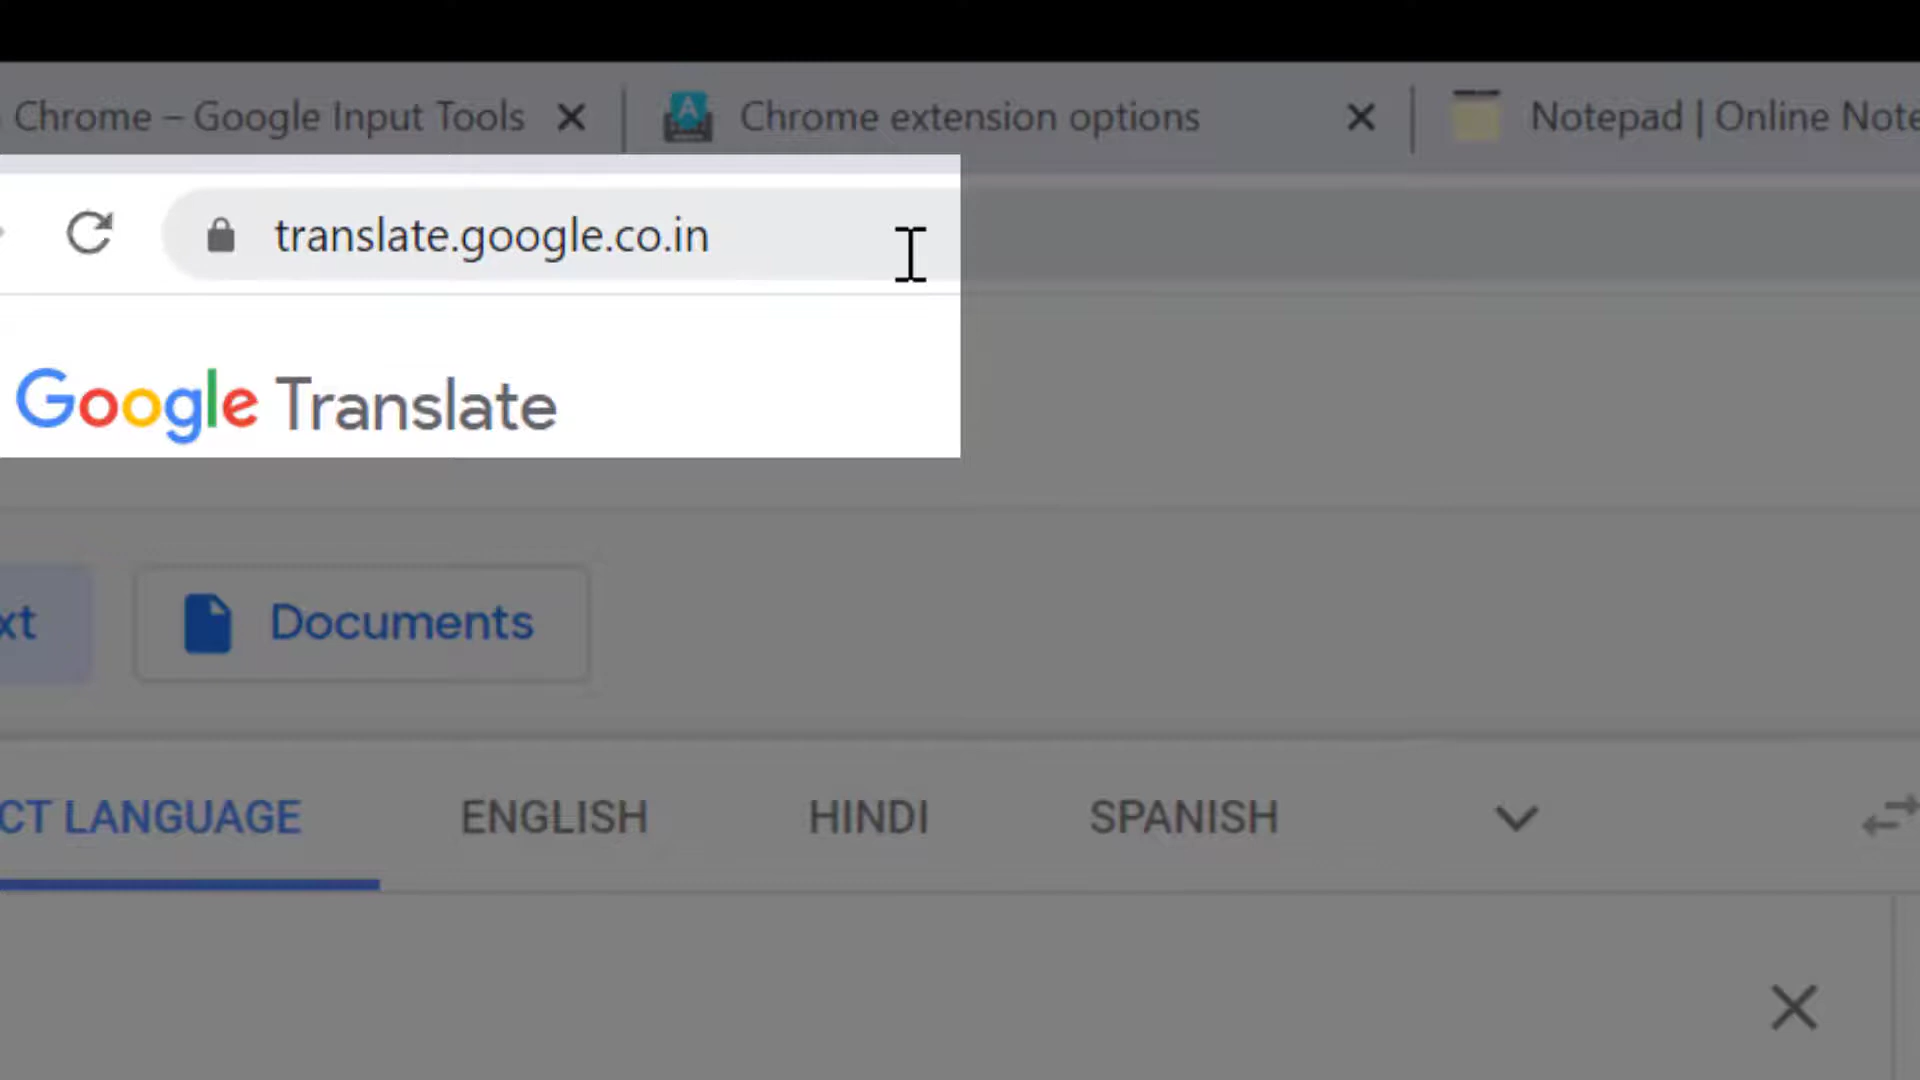 Chrome – Google Input Tools
Chrome extension options
Notepad | Online Note
translate.google.co.in
Google Translate
xt
Documents
CT LANGUAGE
ENGLISH
HINDI
SPANISH